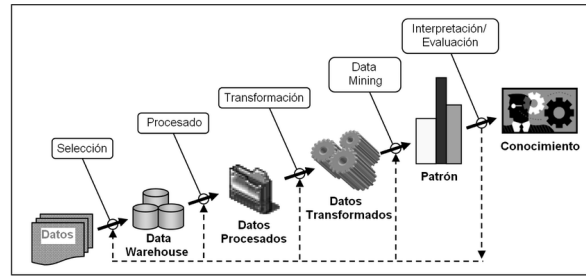 Interpretación/
Evaluación
Data
Mining
Transformación
Procesado
Selección
Datos
Data
Warehouse
Datos
Procesados
Datos
Transformados
Patrón
Conocimiento